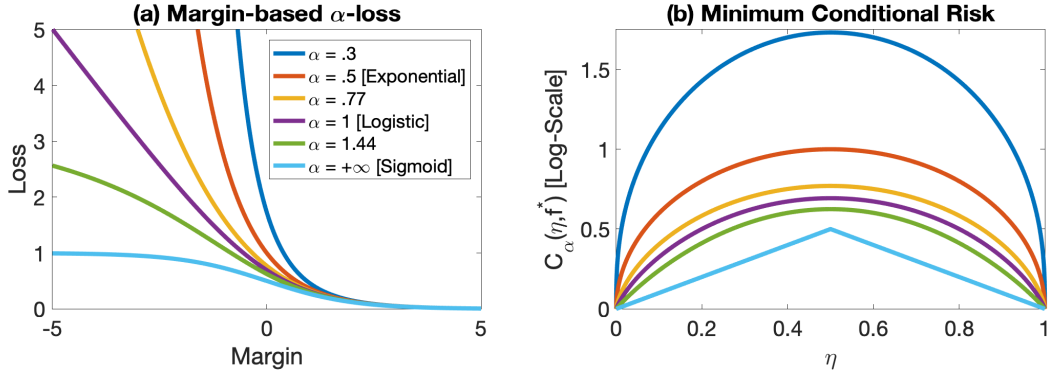 (a) Margin-based α-loss
Loss
5
4
3
2
1
0
-5
0
5
Margin
α = .3
α = .5 [Exponential]
α = .77
α = 1 [Logistic]
α = 1.44
α = +∞ [Sigmoid]
(b) Minimum Conditional Risk
C_α(η,f^*) [Log-Scale]
1.5
1
0.5
0
0
0.2
0.4
0.6
0.8
1
η